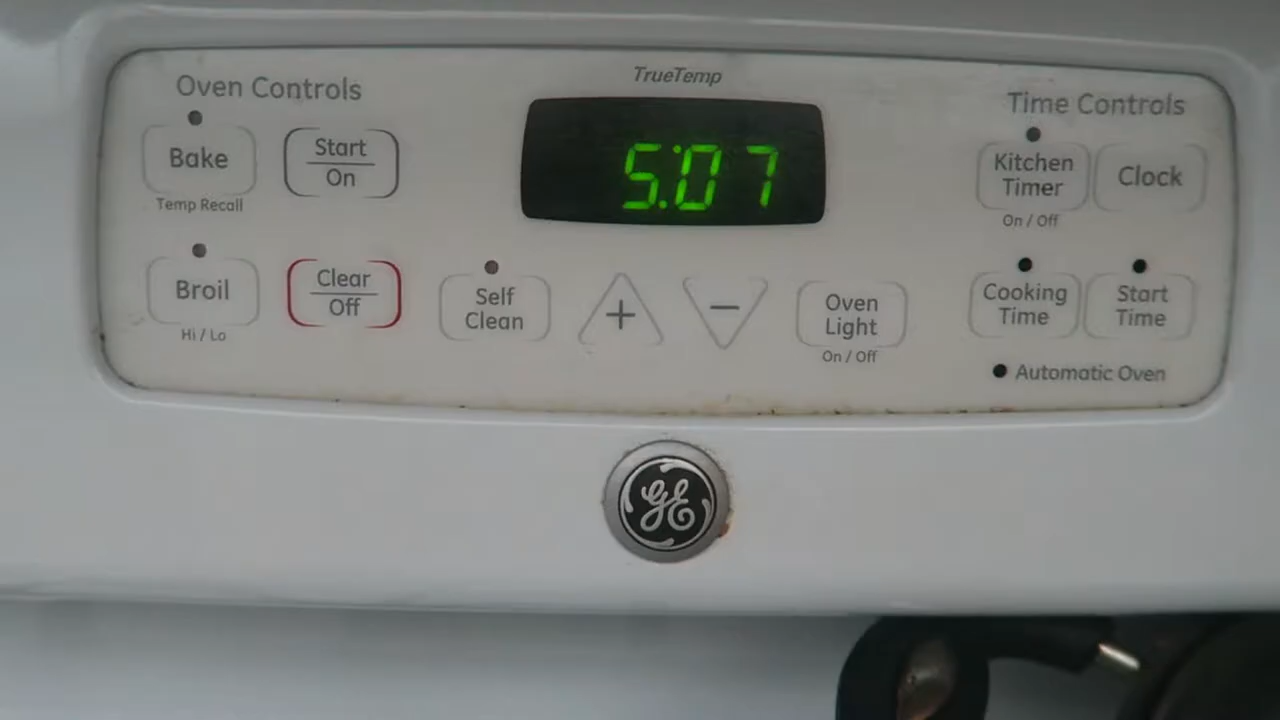 TrueTemp
Oven Controls
Time Controls
5:07
Bake
Temp Recall
Start
On
Kitchen
Timer
On / Off
Clock
Broil
Hi / Lo
Clear
Off
Self
Clean
+
−
Oven
Light
On / Off
Cooking
Time
Start
Time
Automatic Oven
GE